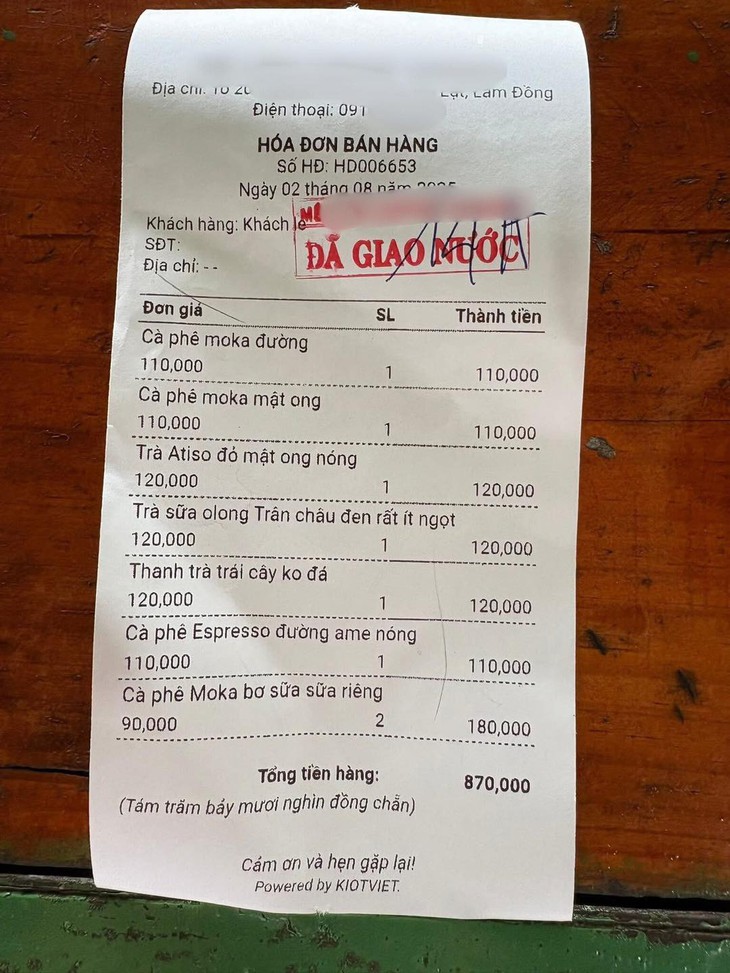 Địa chỉ:
Lạt, Lâm Đồng
Điện thoại: 091
HÓA ĐƠN BÁN HÀNG
Số HĐ: HD006653
Ngày 02 tháng 08 năm 2025
Khách hàng: Khách lẻ
SĐT:
Địa chỉ: - -
ĐÃ GIAO NƯỚC
Đơn giá SL Thành tiền
Cà phê moka đường
110,000 1 110,000
Cà phê moka mật ong
110,000 1 110,000
Trà Atiso đỏ mật ong nóng
120,000 1 120,000
Trà sữa olong Trân châu đen rất ít ngọt
120,000 1 120,000
Thanh trà trái cây ko đá
120,000 1 120,000
Cà phê Espresso đường ame nóng
110,000 1 110,000
Cà phê Moka bơ sữa sữa riêng
90,000 2 180,000
Tổng tiền hàng: 870,000
(Tám trăm bảy mươi nghìn đồng chẵn)
Cảm ơn và hẹn gặp lại!
Powered by KIOTVIET.